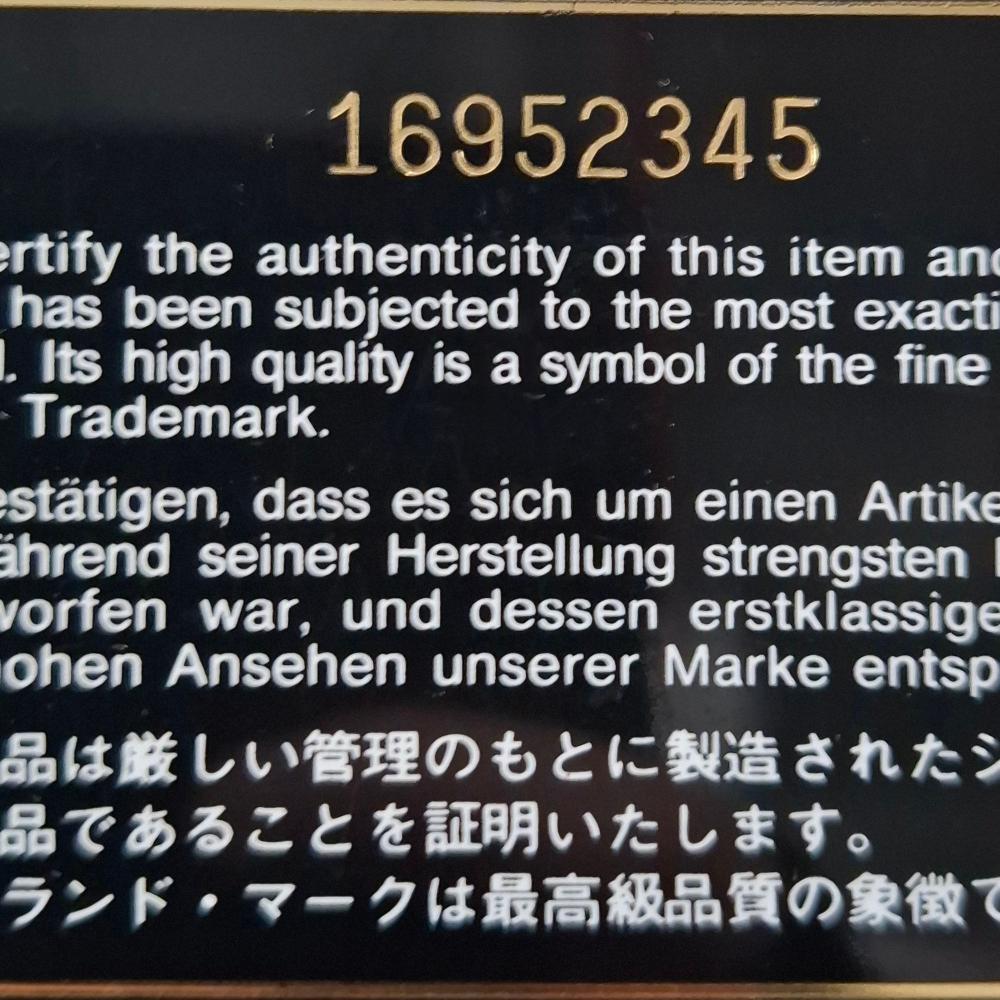 16952345
ertify the authenticity of this item and
has been subjected to the most exacti
. Its high quality is a symbol of the fine
Trademark.
estätigen, dass es sich um einen Artike
ährend seiner Herstellung strengsten
worfen war, und dessen erstklassige
ohen Ansehen unserer Marke entsp
品は厳しい管理のもとに製造されたシ
品であることを証明いたします。
ランド・マークは最高級品質の象徴で